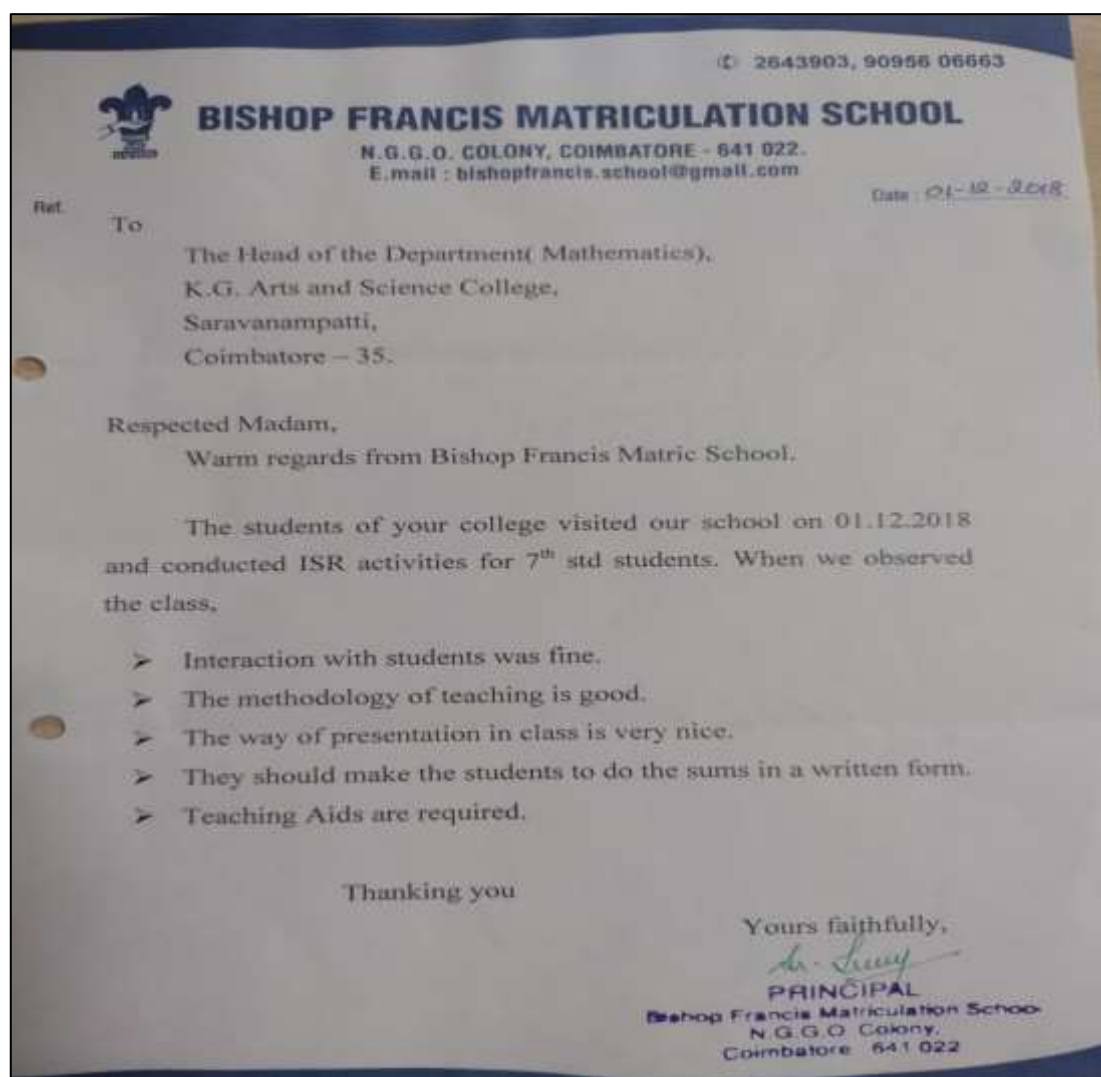 ✆ 2643903, 90956 06663
BISHOP FRANCIS MATRICULATION SCHOOL
N.G.G.O. COLONY, COIMBATORE - 641 022.
E.mail : bishopfrancis.school@gmail.com
Ref.
Date : 01-12-2018
To
The Head of the Department( Mathematics),
K.G. Arts and Science College,
Saravanampatti,
Coimbatore – 35.
Respected Madam,
Warm regards from Bishop Francis Matric School.
The students of your college visited our school on 01.12.2018
and conducted ISR activities for 7th std students. When we observed
the class,
➢ Interaction with students was fine.
➢ The methodology of teaching is good.
➢ The way of presentation in class is very nice.
➢ They should make the students to do the sums in a written form.
➢ Teaching Aids are required.
Thanking you
Yours faithfully,
PRINCIPAL
Bishop Francis Matriculation School
N.G.G.O Colony,
Coimbatore 641 022